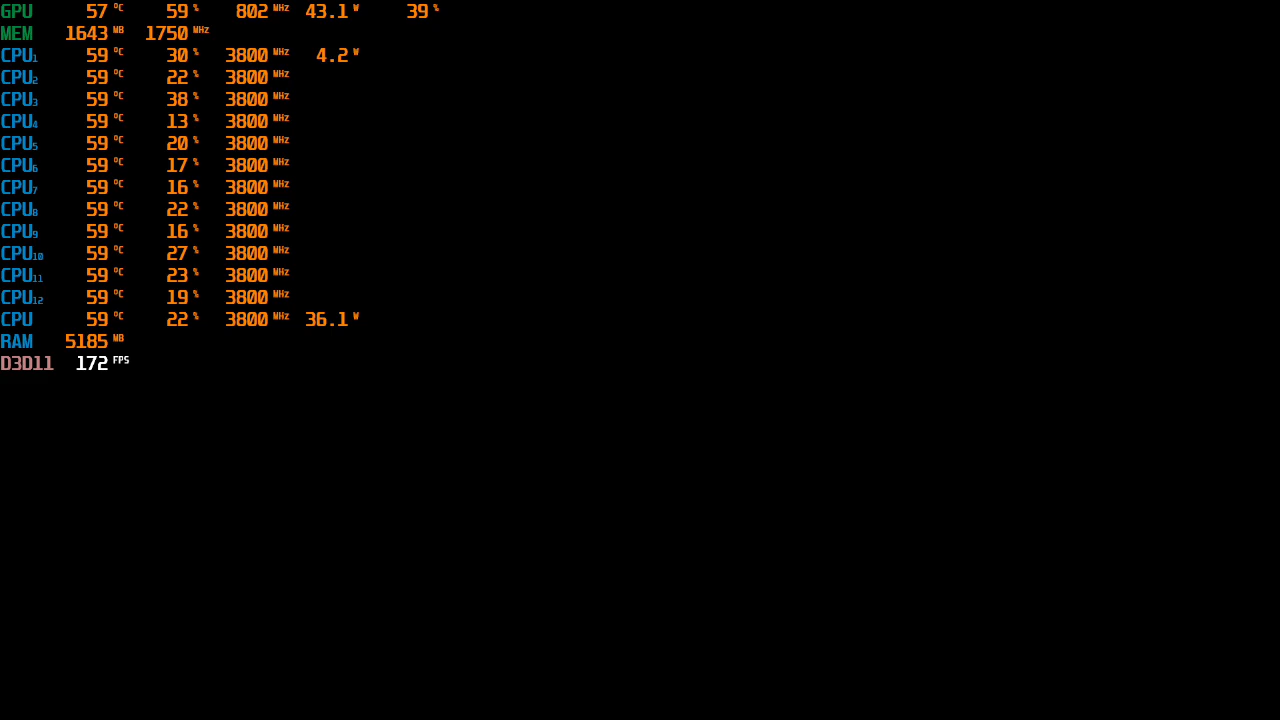 GPU 57 °C 59 % 802 MHz 43.1 W 39 %
MEM 1643 MB 1750 MHz
CPU1 59 °C 30 % 3800 MHz 4.2 W
CPU2 59 °C 22 % 3800 MHz
CPU3 59 °C 38 % 3800 MHz
CPU4 59 °C 13 % 3800 MHz
CPU5 59 °C 20 % 3800 MHz
CPU6 59 °C 17 % 3800 MHz
CPU7 59 °C 16 % 3800 MHz
CPU8 59 °C 22 % 3800 MHz
CPU9 59 °C 16 % 3800 MHz
CPU10 59 °C 27 % 3800 MHz
CPU11 59 °C 23 % 3800 MHz
CPU12 59 °C 19 % 3800 MHz
CPU 59 °C 22 % 3800 MHz 36.1 W
RAM 5185 MB
D3D11 172 FPS